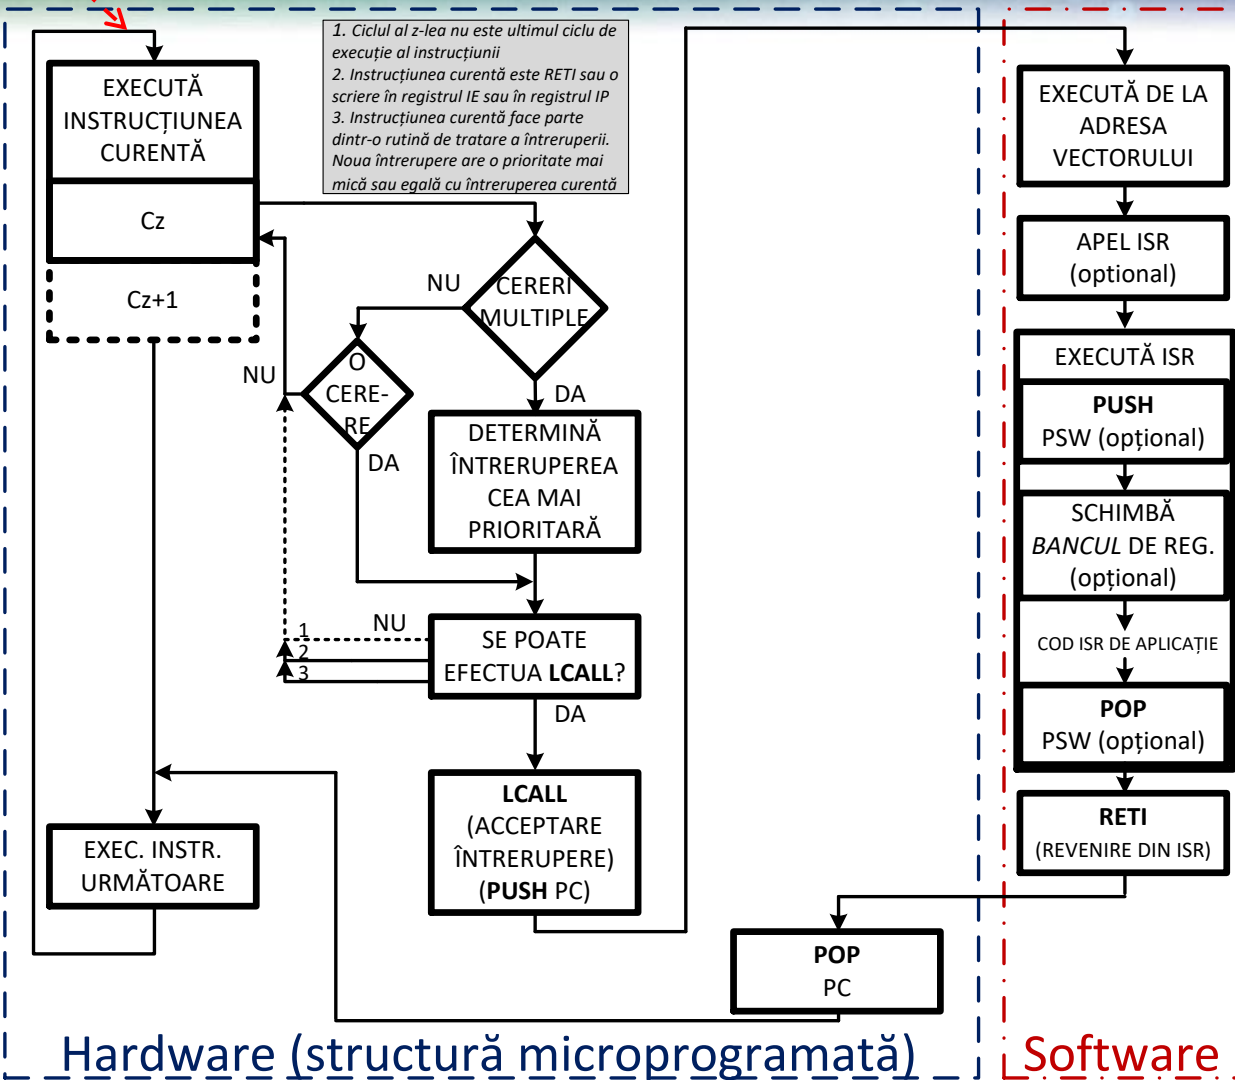 1. Ciclul al z-lea nu este ultimul ciclu de
execuție al instrucțiunii
2. Instrucțiunea curentă este RETI sau o
scriere în registrul IE sau în registrul IP
3. Instrucțiunea curentă face parte
dintr-o rutină de tratare a întreruperii.
Noua întrerupere are o prioritate mai
mică sau egală cu întreruperea curentă
EXECUTĂ
INSTRUCȚIUNEA
CURENTĂ
Cz
Cz+1
EXEC. INSTR.
URMĂTOARE
CERERI
MULTIPLE
NU
DA
O
CERE-
RE
NU
DA
DETERMINĂ
ÎNTRERUPEREA
CEA MAI
PRIORITARĂ
SE POATE
EFECTUA LCALL?
NU
1
2
3
DA
LCALL
(ACCEPTARE
ÎNTRERUPERE)
(PUSH PC)
POP
PC
Hardware (structură microprogramată)
EXECUTĂ DE LA
ADRESA
VECTORULUI
APEL ISR
(optional)
EXECUTĂ ISR
PUSH
PSW (opțional)
SCHIMBĂ
BANCUL DE REG.
(opțional)
COD ISR DE APLICAȚIE
POP
PSW (opțional)
RETI
(REVENIRE DIN ISR)
Software